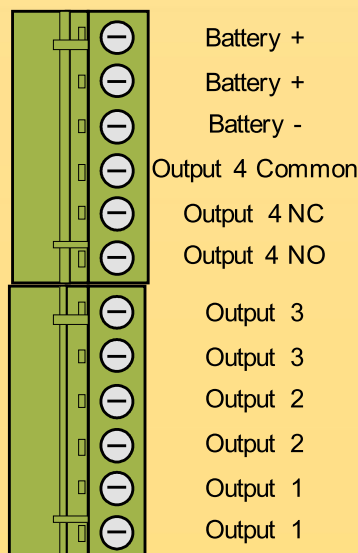 Battery +
Battery +
Battery -
Output 4 Common
Output 4 NC
Output 4 NO
Output 3
Output 3
Output 2
Output 2
Output 1
Output 1